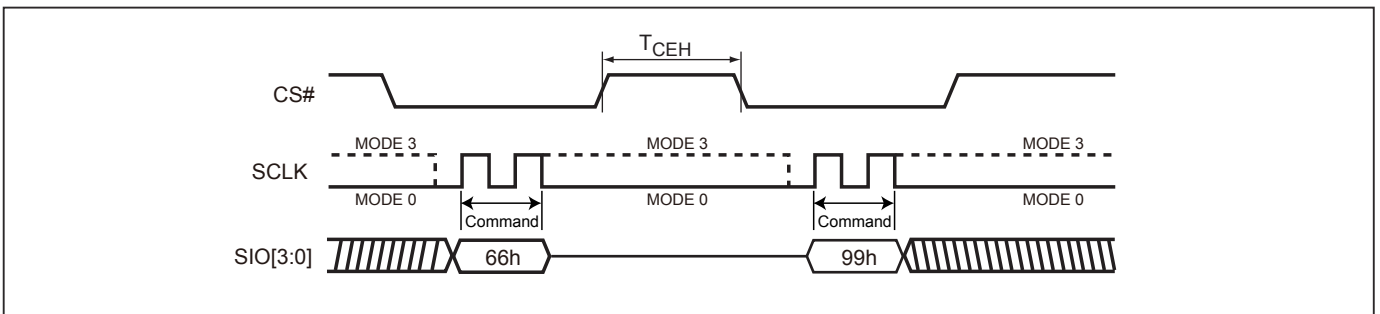 TCEH
CS#
MODE 3 MODE 3 MODE 3
SCLK
MODE 0 MODE 0 MODE 0
Command Command
SIO[3:0] 66h 99h